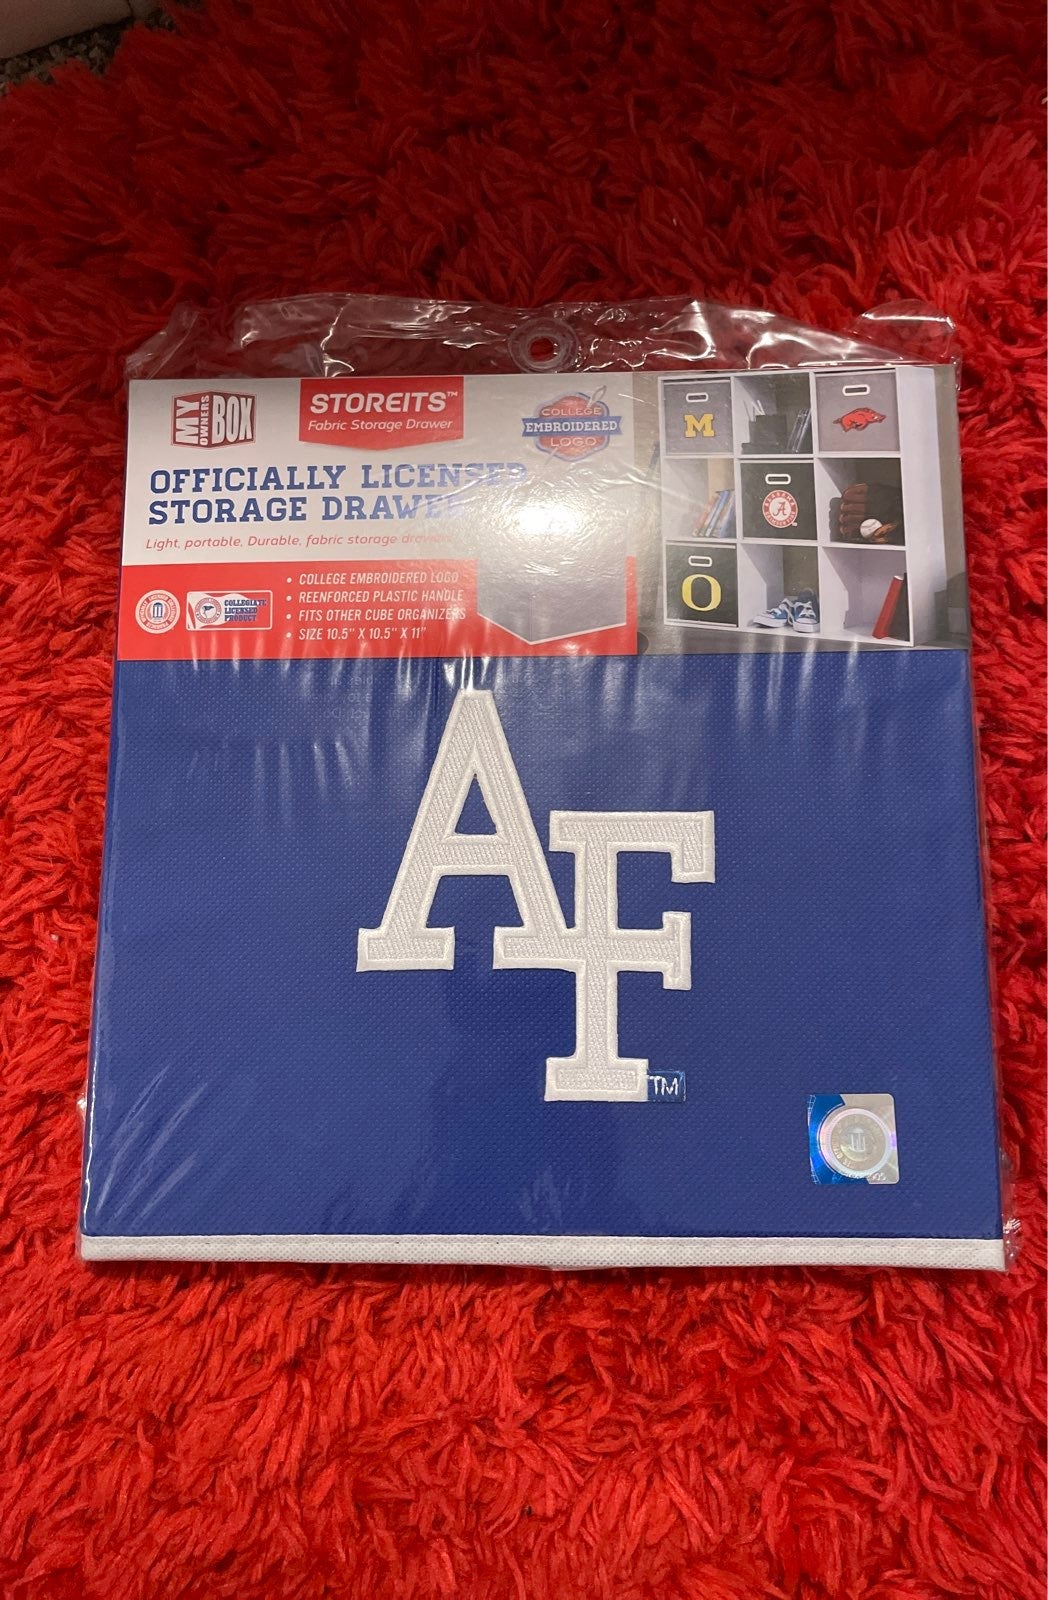 MY
OWNERS
BOX
STOREITS™
Fabric Storage Drawer
COLLEGE
EMBROIDERED
LOGO
OFFICIALLY LICENSED
STORAGE DRAWER
Light, portable, Durable, fabric storage drawer
• COLLEGE EMBROIDERED LOGO
• REENFORCED PLASTIC HANDLE
• FITS OTHER CUBE ORGANIZERS
• SIZE 10.5" X 10.5" X 11"
COLLEGIATE
LICENSED
PRODUCT
M
A
O
AF
TM